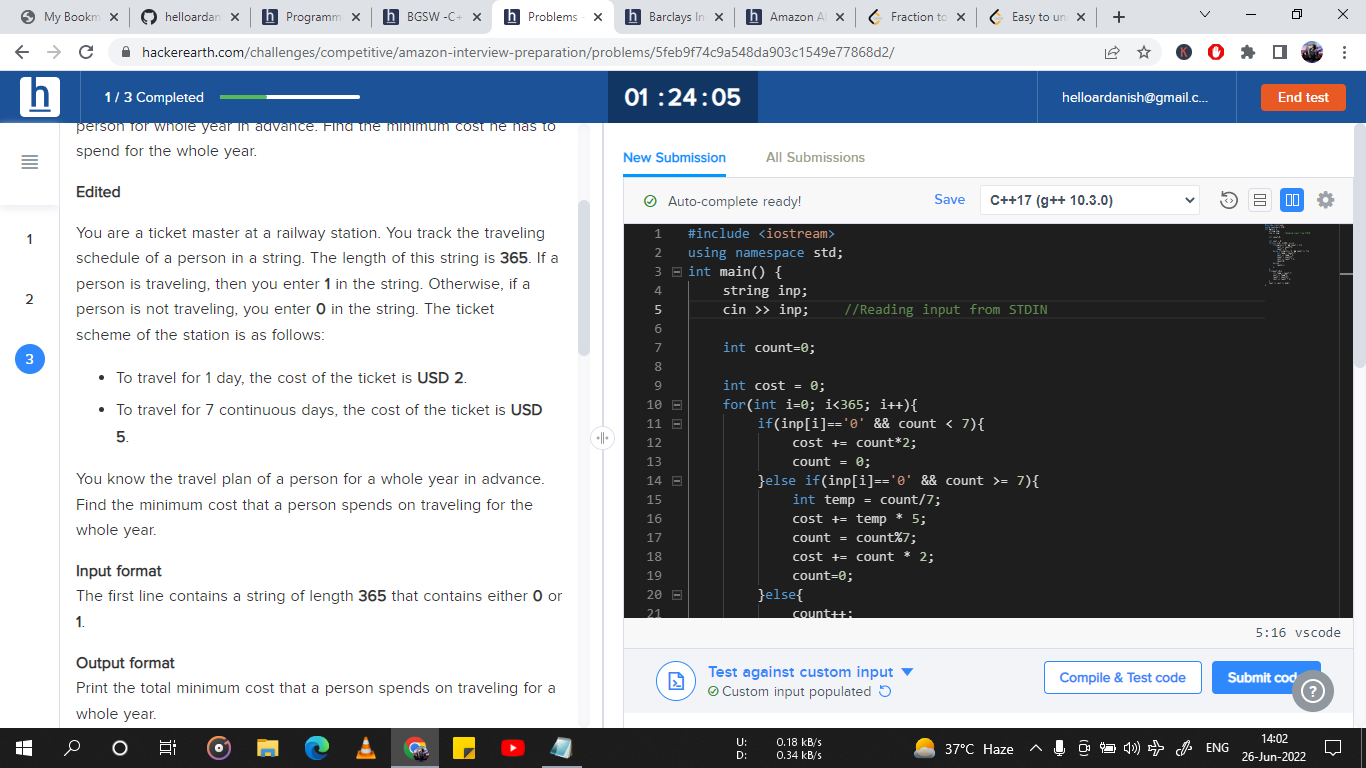 My Bookm
helloardan
Programm
BGSW -C+
Problems
Barclays In
Amazon A
Fraction to
Easy to un
hackerearth.com/challenges/competitive/amazon-interview-preparation/problems/5feb9f74c9a548da903c1549e77868d2/
K
h
1 / 3 Completed
01 :24:05
helloardanish@gmail.c...
End test
person for whole year in advance. Find the minimum cost he has to
spend for the whole year.
Edited
You are a ticket master at a railway station. You track the traveling
schedule of a person in a string. The length of this string is 365. If a
person is traveling, then you enter 1 in the string. Otherwise, if a
person is not traveling, you enter 0 in the string. The ticket
scheme of the station is as follows:
• To travel for 1 day, the cost of the ticket is USD 2.
• To travel for 7 continuous days, the cost of the ticket is USD
5.
You know the travel plan of a person for a whole year in advance.
Find the minimum cost that a person spends on traveling for the
whole year.
Input format
The first line contains a string of length 365 that contains either 0 or
1.
Output format
Print the total minimum cost that a person spends on traveling for a
whole year.
1
2
3
New Submission
All Submissions
Auto-complete ready!
Save
C++17 (g++ 10.3.0)
1 #include <iostream>
2 using namespace std;
3 int main() {
4 string inp;
5 cin >> inp; //Reading input from STDIN
6
7 int count=0;
8
9 int cost = 0;
10 for(int i=0; i<365; i++){
11 if(inp[i]=='0' && count < 7){
12 cost += count*2;
13 count = 0;
14 }else if(inp[i]=='0' && count >= 7){
15 int temp = count/7;
16 cost += temp * 5;
17 count = count%7;
18 cost += count * 2;
19 count=0;
20 }else{
21 count++;
5:16 vscode
Test against custom input
Custom input populated
Compile & Test code
Submit cod
?
U: 0.18 kB/s
D: 0.34 kB/s
37°C Haze
ENG
14:02
26-Jun-2022